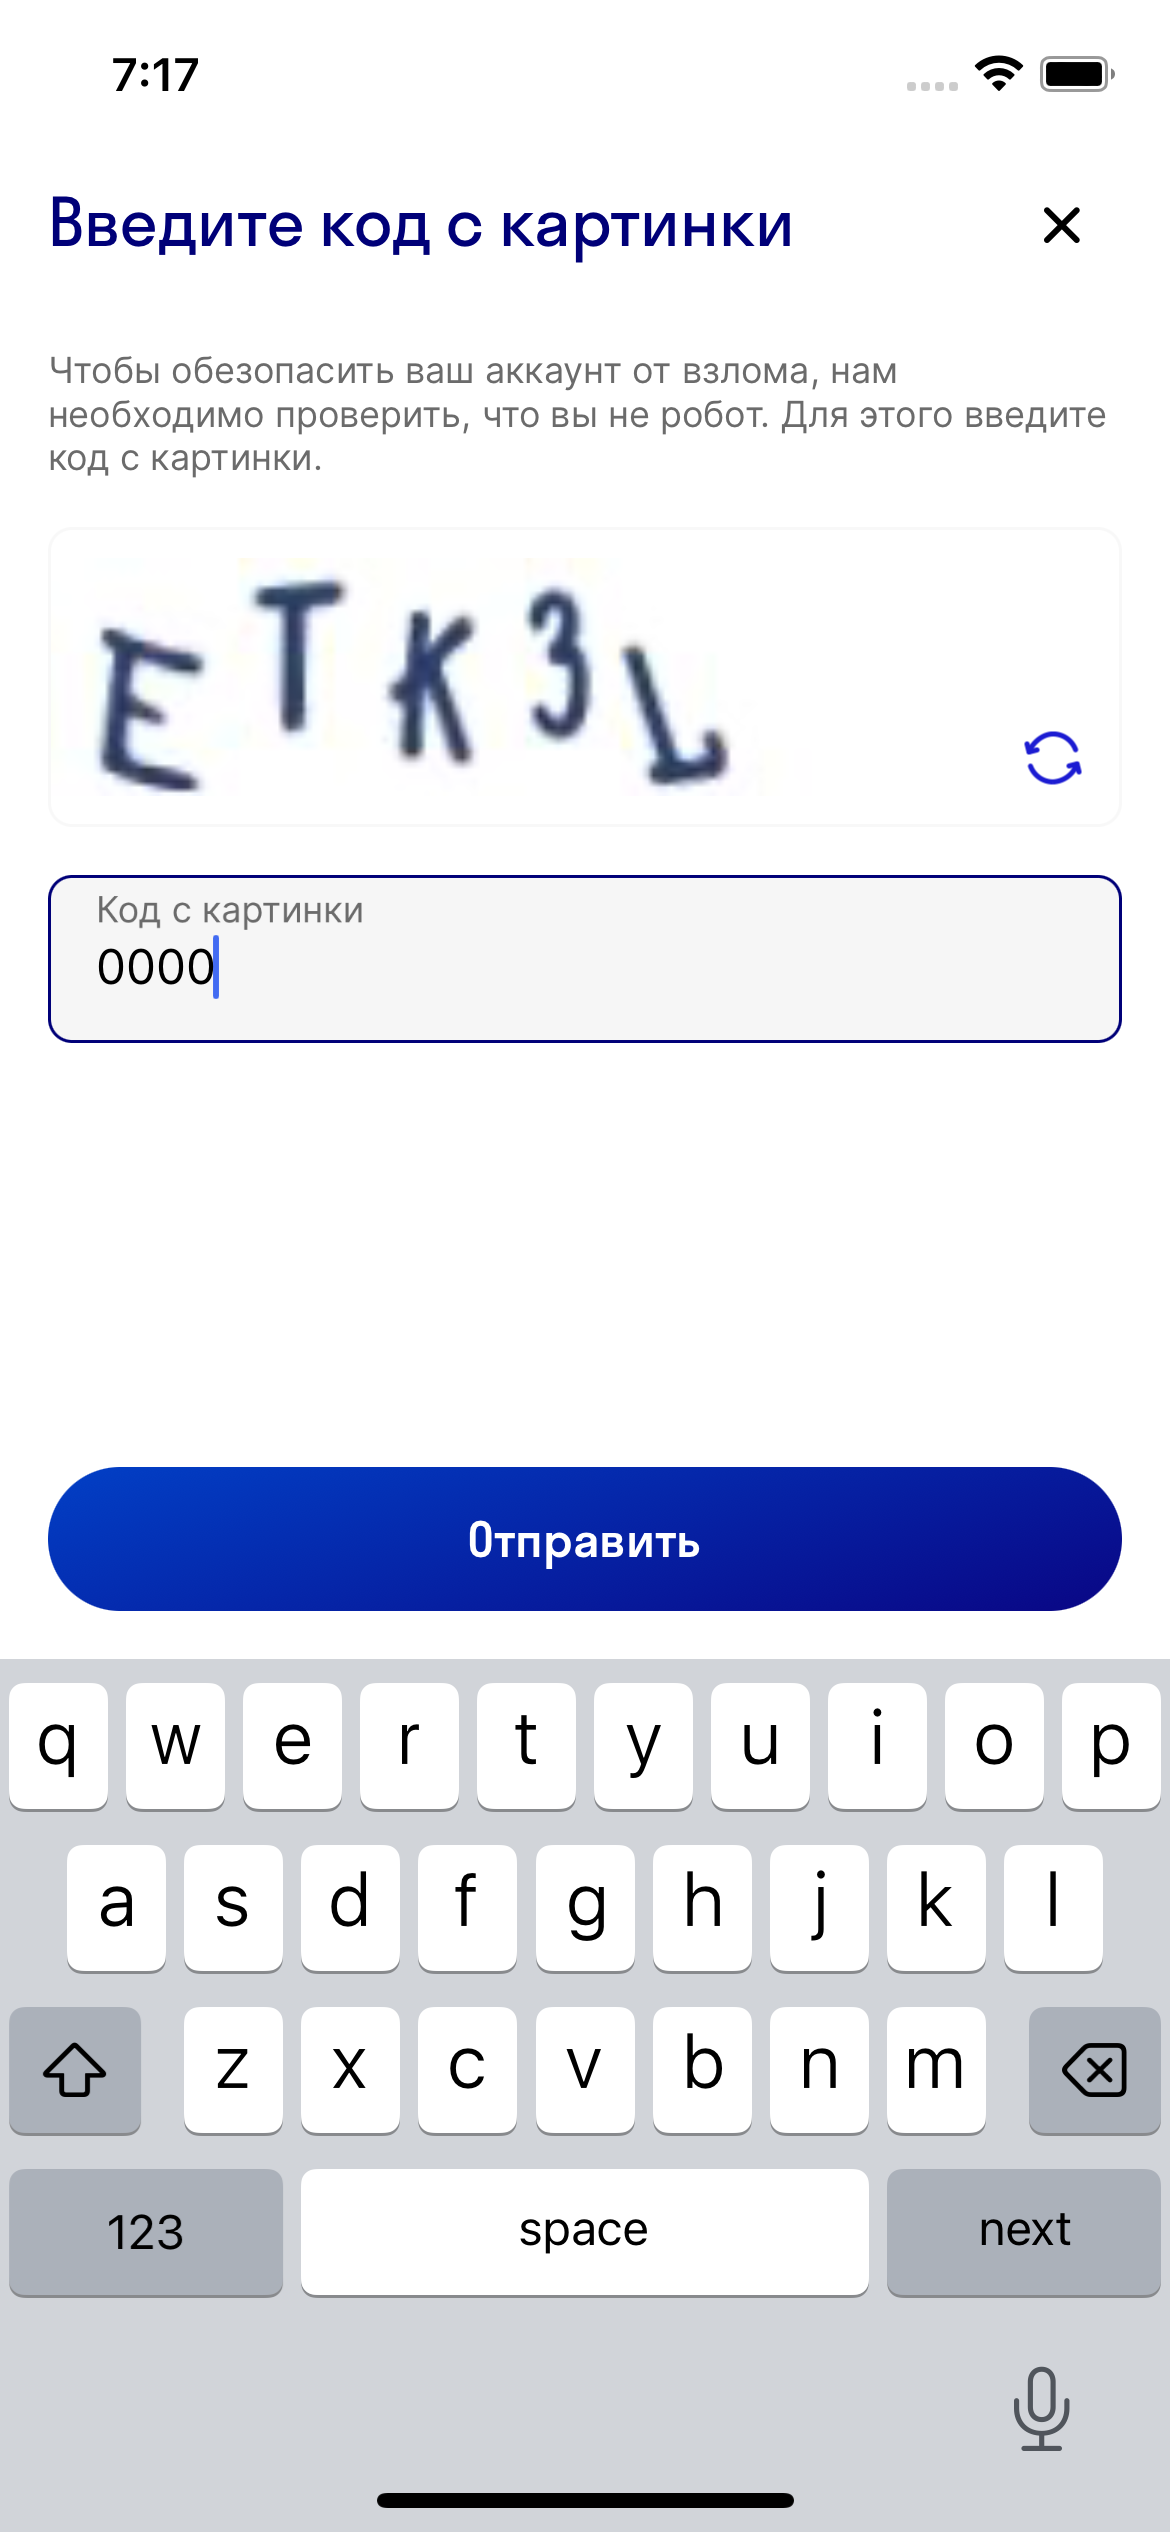 7:17
Введите код с картинки
Чтобы обезопасить ваш аккаунт от взлома, нам
необходимо проверить, что вы не робот. Для этого введите
код с картинки.
ETK3L
Код с картинки
0000
Отправить
q w e r t y u i o p
a s d f g h j k l
z x c v b n m
123 space next